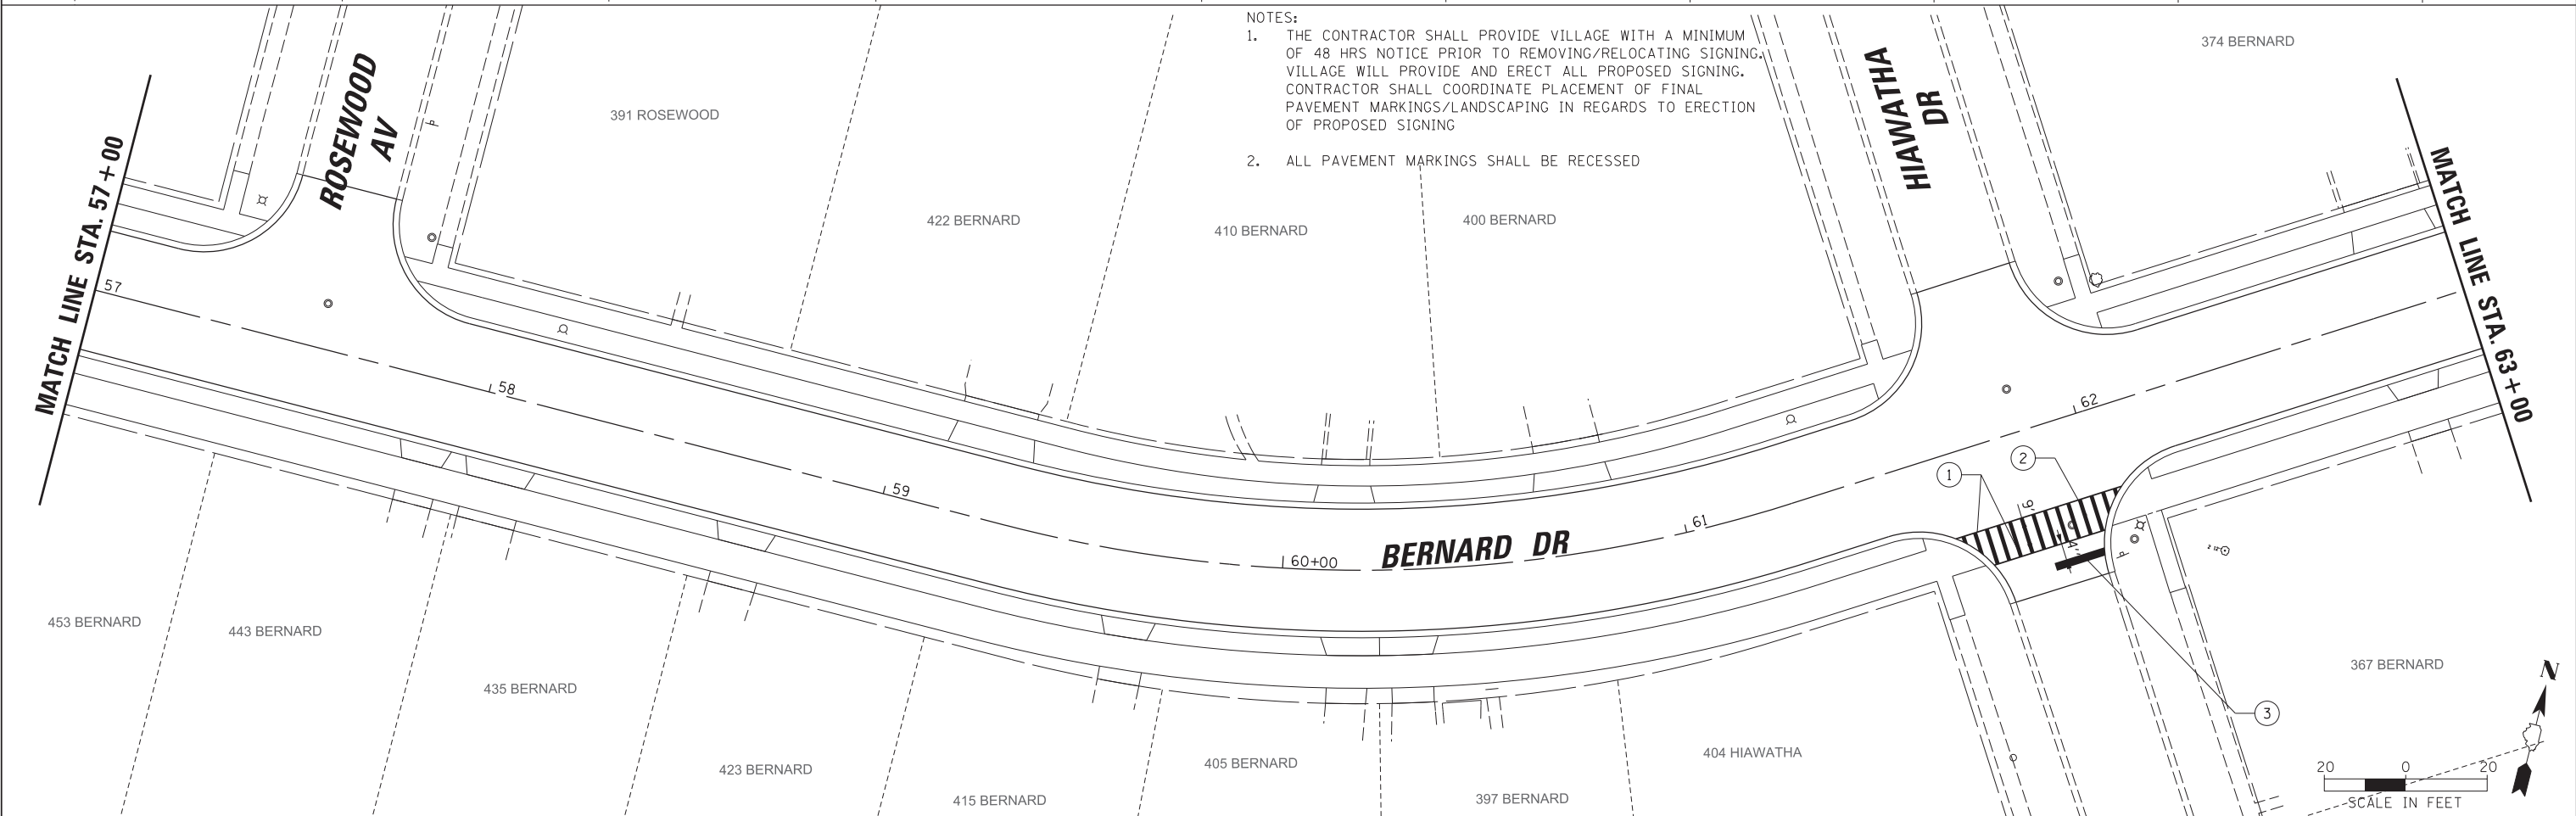 NOTES:
1. THE CONTRACTOR SHALL PROVIDE VILLAGE WITH A MINIMUM
OF 48 HRS NOTICE PRIOR TO REMOVING/RELOCATING SIGNING.
VILLAGE WILL PROVIDE AND ERECT ALL PROPOSED SIGNING.
CONTRACTOR SHALL COORDINATE PLACEMENT OF FINAL
PAVEMENT MARKINGS/LANDSCAPING IN REGARDS TO ERECTION
OF PROPOSED SIGNING
2. ALL PAVEMENT MARKINGS SHALL BE RECESSED
374 BERNARD
ROSEWOOD
AV
HIAWATHA
DR
391 ROSEWOOD
422 BERNARD
410 BERNARD
400 BERNARD
MATCH LINE STA. 57+00
MATCH LINE STA. 63+00
57
58
59
60+00
61
62
BERNARD DR
1
2
9'
4'
3
453 BERNARD
443 BERNARD
435 BERNARD
423 BERNARD
415 BERNARD
405 BERNARD
397 BERNARD
404 HIAWATHA
367 BERNARD
N
20 0 20
SCALE IN FEET